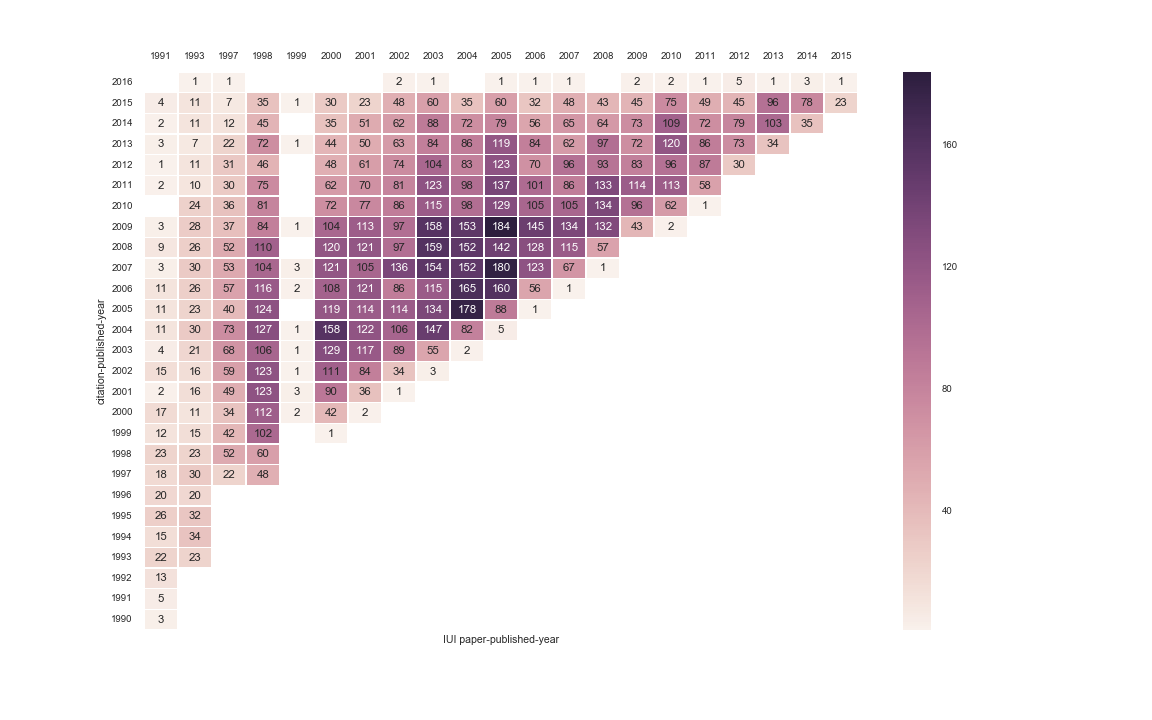 1991 1993 1997 1998 1999 2000 2001 2002 2003 2004 2005 2006 2007 2008 2009 2010 2011 2012 2013 2014 2015
2016 1 1 2 1 1 1 1 2 2 1 5 1 3 1
2015 4 11 7 35 1 30 23 48 60 35 60 32 48 43 45 75 49 45 96 78 23
2014 2 11 12 45 35 51 62 88 72 79 56 65 64 73 109 72 79 103 35
2013 3 7 22 72 1 44 50 63 84 86 119 84 62 97 72 120 86 73 34
160
2012 1 11 31 46 48 61 74 104 83 123 70 96 93 83 96 87 30
2011 2 10 30 75 62 70 81 123 98 137 101 86 133 114 113 58
2010 24 36 81 72 77 86 115 98 129 105 105 134 96 62 1
2009 3 28 37 84 1 104 113 97 158 153 184 145 134 132 43 2
2008 9 26 52 110 120 121 97 159 152 142 128 115 57
2007 3 30 53 104 3 121 105 136 154 152 180 123 67 1
120
2006 11 26 57 116 2 108 121 86 115 165 160 56 1
2005 11 23 40 124 119 114 114 134 178 88 1
2004 11 30 73 127 1 158 122 106 147 82 5
citation-published-year
2003 4 21 68 106 1 129 117 89 55 2
2002 15 16 59 123 1 111 84 34 3
80
2001 2 16 49 123 3 90 36 1
2000 17 11 34 112 2 42 2
1999 12 15 42 102 1
1998 23 23 52 60
1997 18 30 22 48
1996 20 20
40
1995 26 32
1994 15 34
1993 22 23
1992 13
1991 5
1990 3
IUI paper-published-year